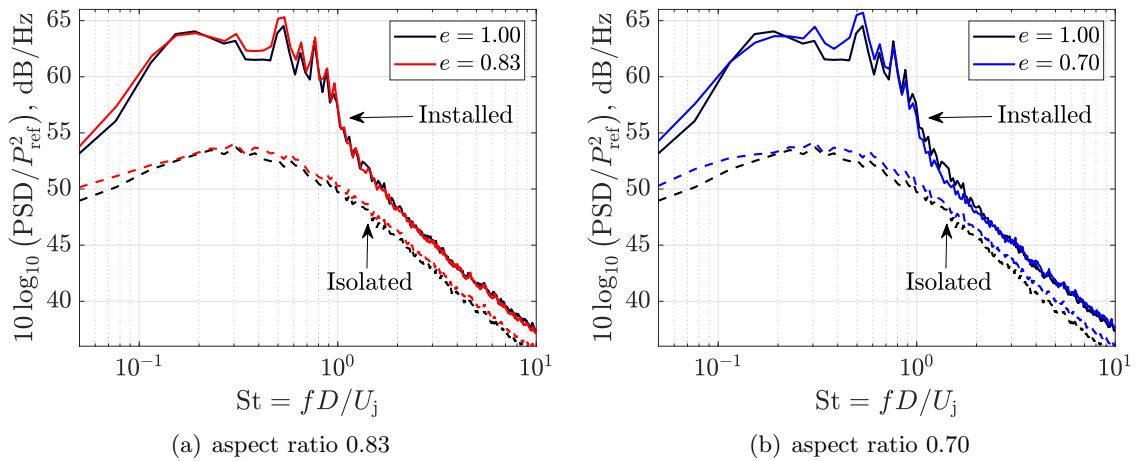 65
60
55
50
45
40
10 log₁₀(PSD/P²ref), dB/Hz
e = 1.00
e = 0.83
Installed
Isolated
10⁻¹
10⁰
10¹
St = fD/Uⱼ
(a) aspect ratio 0.83
65
60
55
50
45
40
10 log₁₀(PSD/P²ref), dB/Hz
e = 1.00
e = 0.70
Installed
Isolated
10⁻¹
10⁰
10¹
St = fD/Uⱼ
(b) aspect ratio 0.70